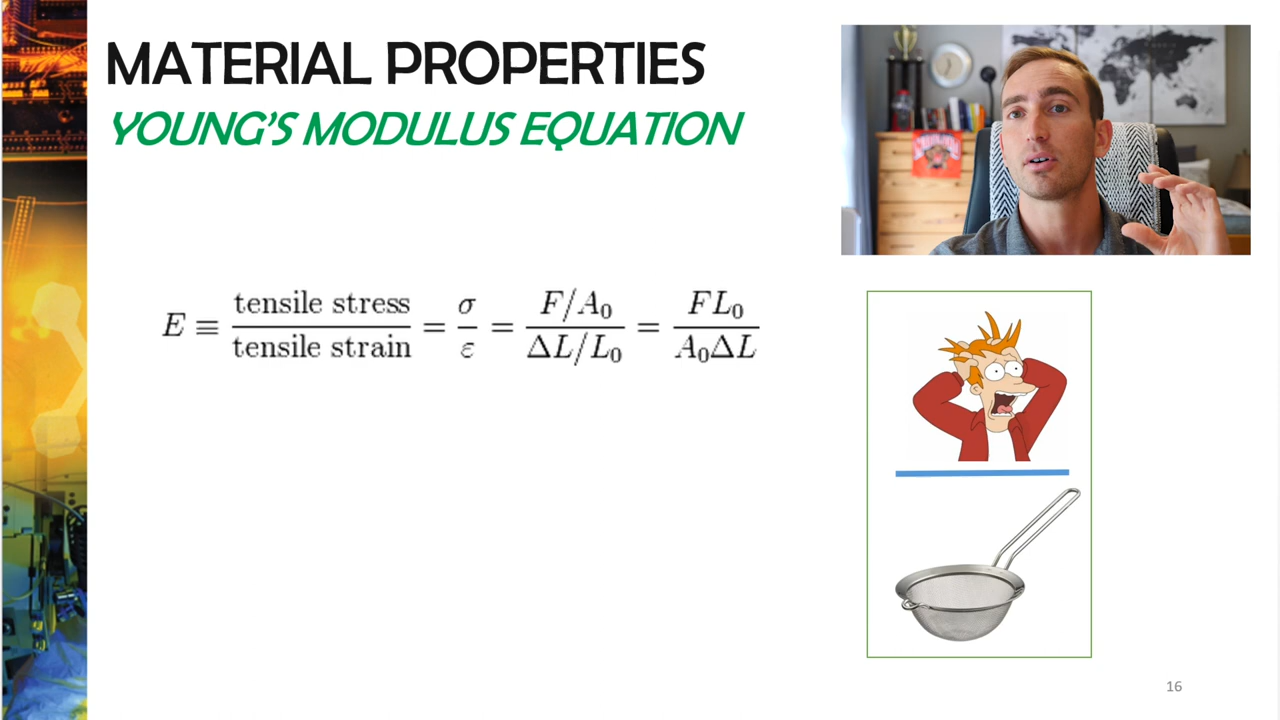 MATERIAL PROPERTIES
YOUNG'S MODULUS EQUATION
E ≡ tensile stress / tensile strain = σ / ε = F/A₀ / ΔL/L₀ = FL₀ / A₀ΔL
16